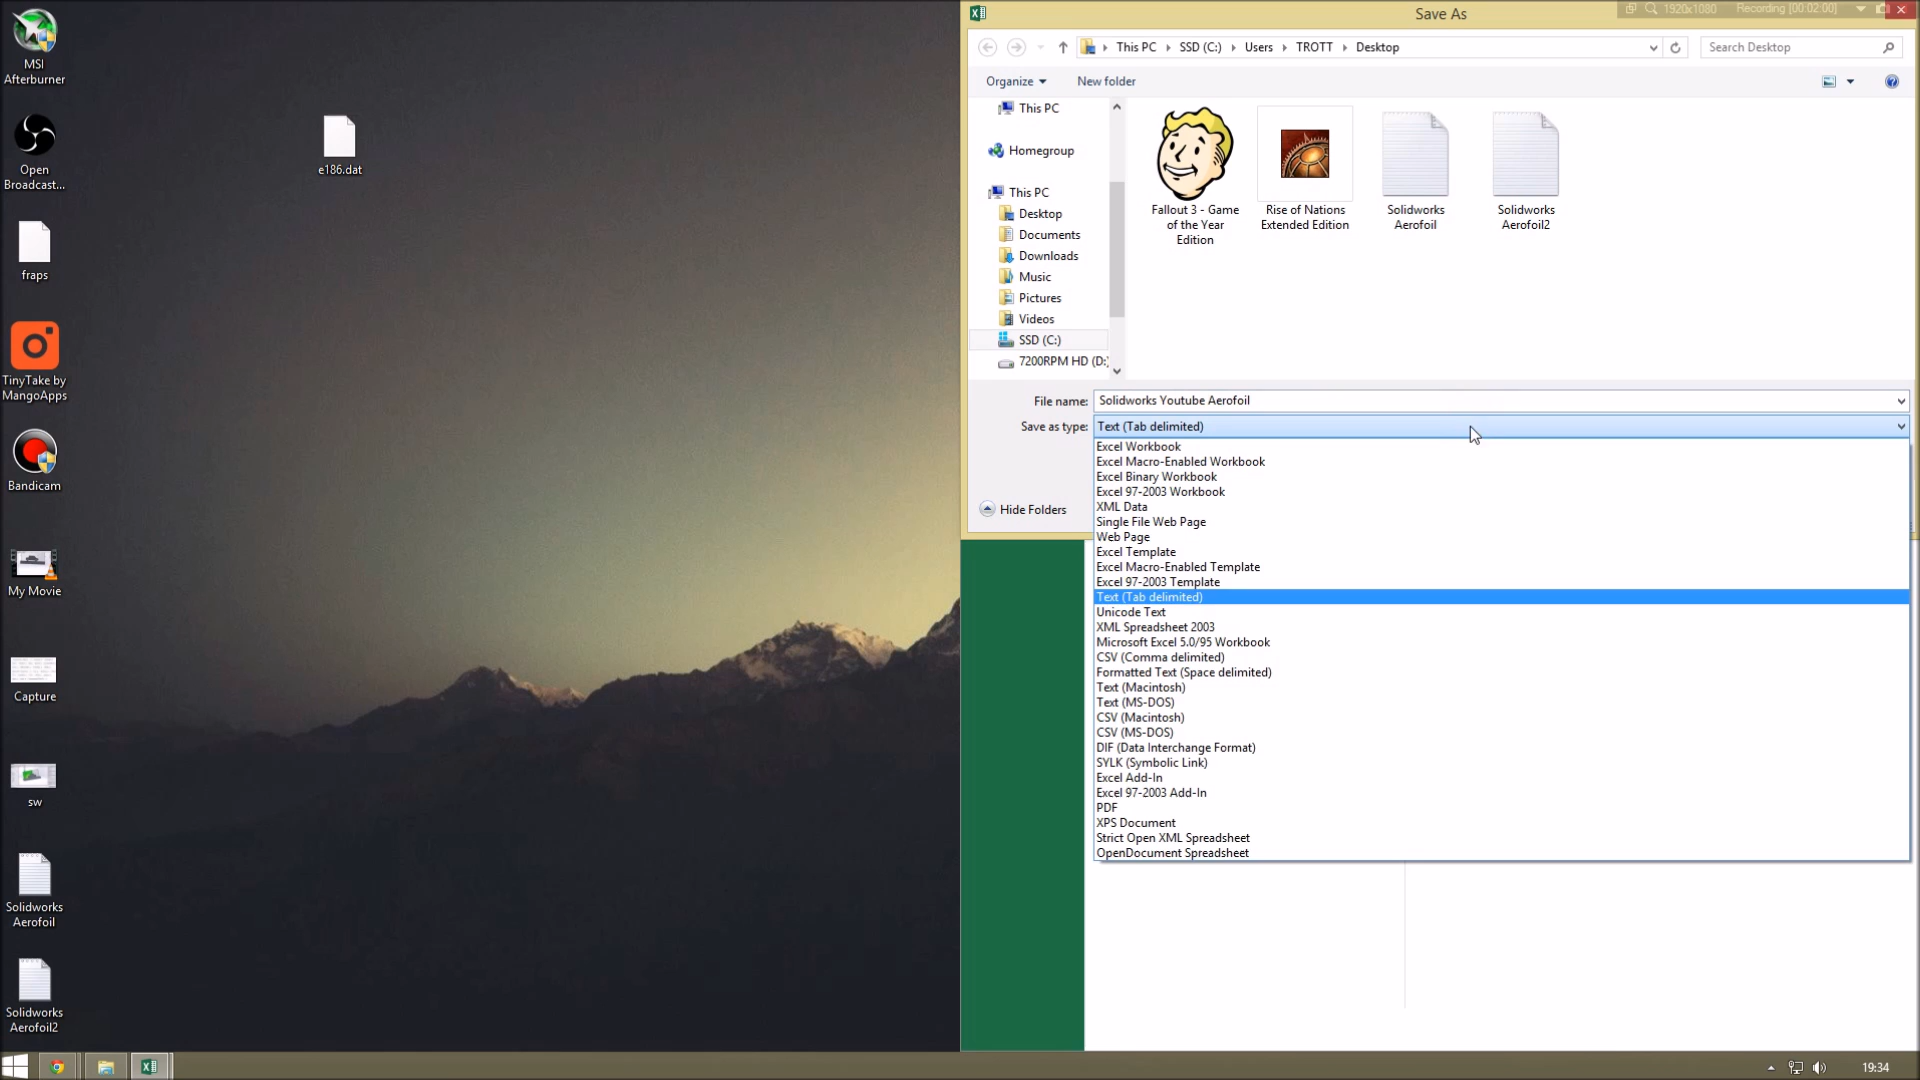 MSI
Afterburner
Open
Broadcast...
fraps
TinyTake by
MangoApps
Bandicam
My Movie
Capture
sw
Solidworks
Aerofoil
Solidworks
Aerofoil2
e186.dat
Save As
1920x1080
Recording [00:02:00]
This PC
SSD (C:)
Users
TROTT
Desktop
Search Desktop
Organize
New folder
This PC
Homegroup
This PC
Desktop
Documents
Downloads
Music
Pictures
Videos
SSD (C:)
7200RPM HD (D:)
Fallout 3 - Game
of the Year
Edition
Rise of Nations
Extended Edition
Solidworks
Aerofoil
Solidworks
Aerofoil2
File name: Solidworks Youtube Aerofoil
Save as type: Text (Tab delimited)
Hide Folders
Excel Workbook
Excel Macro-Enabled Workbook
Excel Binary Workbook
Excel 97-2003 Workbook
XML Data
Single File Web Page
Web Page
Excel Template
Excel Macro-Enabled Template
Excel 97-2003 Template
Text (Tab delimited)
Unicode Text
XML Spreadsheet 2003
Microsoft Excel 5.0/95 Workbook
CSV (Comma delimited)
Formatted Text (Space delimited)
Text (Macintosh)
Text (MS-DOS)
CSV (Macintosh)
CSV (MS-DOS)
DIF (Data Interchange Format)
SYLK (Symbolic Link)
Excel Add-In
Excel 97-2003 Add-In
PDF
XPS Document
Strict Open XML Spreadsheet
OpenDocument Spreadsheet
19:34